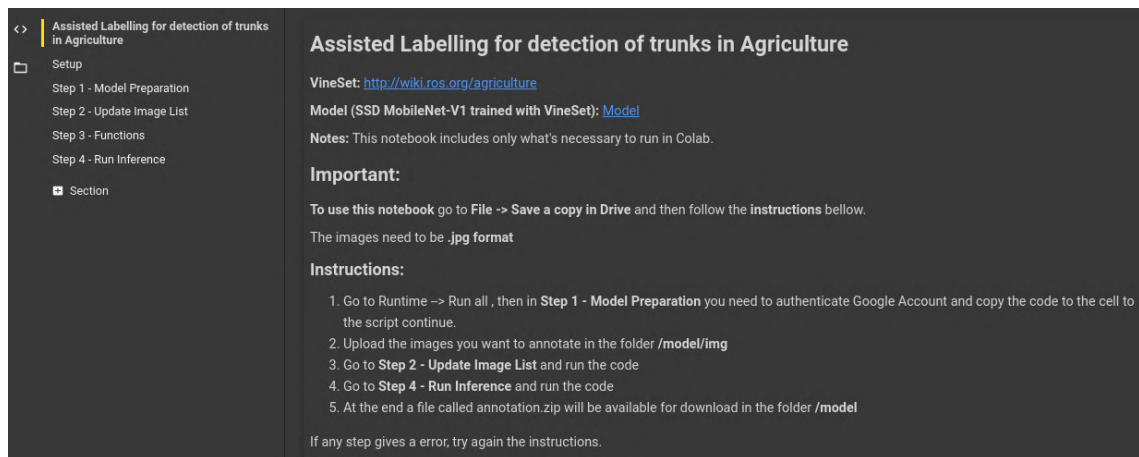 Assisted Labelling for detection of trunks
in Agriculture
Setup
Step 1 - Model Preparation
Step 2 - Update Image List
Step 3 - Functions
Step 4 - Run Inference
Section
Assisted Labelling for detection of trunks in Agriculture
VineSet: http://wiki.ros.org/agriculture
Model (SSD MobileNet-V1 trained with VineSet): Model
Notes: This notebook includes only what's necessary to run in Colab.
Important:
To use this notebook go to File -> Save a copy in Drive and then follow the instructions bellow.
The images need to be .jpg format
Instructions:
1. Go to Runtime --> Run all , then in Step 1 - Model Preparation you need to authenticate Google Account and copy the code to the cell to
the script continue.
2. Upload the images you want to annotate in the folder /model/img
3. Go to Step 2 - Update Image List and run the code
4. Go to Step 4 - Run Inference and run the code
5. At the end a file called annotation.zip will be available for download in the folder /model
If any step gives a error, try again the instructions.